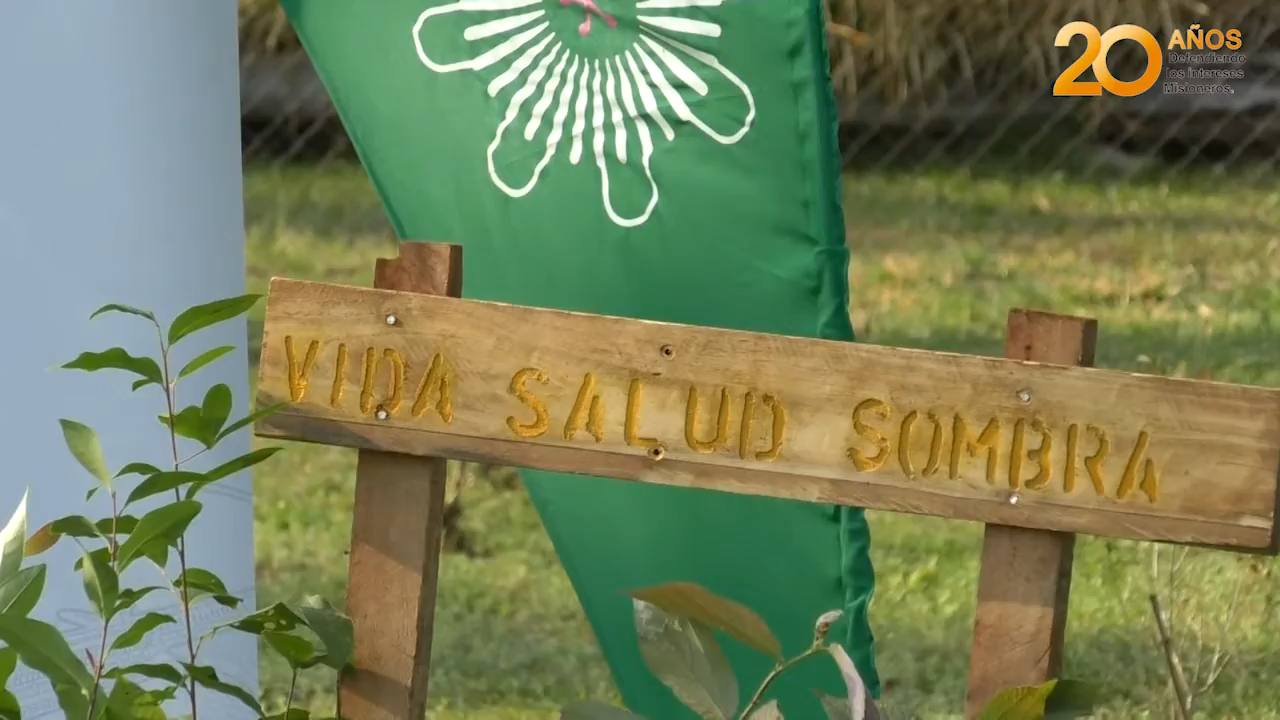 20 AÑOS
Defendiendo
los intereses
Misioneros.
VIDA SALUD SOMBRA